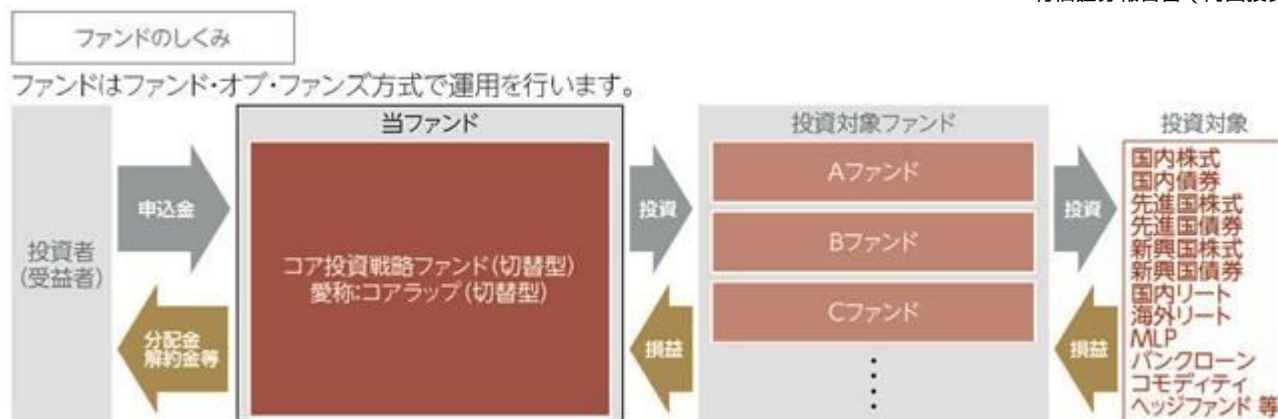 ファンドのしくみ
ファンドはファンド・オブ・ファンズ方式で運用を行います。
投資者
(受益者)
申込金
分配金
解約金等
当ファンド
コア投資戦略ファンド(切替型)
愛称:コアラップ(切替型)
投資
損益
投資対象ファンド
Aファンド
Bファンド
Cファンド
投資
損益
投資対象
国内株式
国内債券
先進国株式
先進国債券
新興国株式
新興国債券
国内リート
海外リート
MLP
バンクローン
コモディティ
ヘッジファンド 等